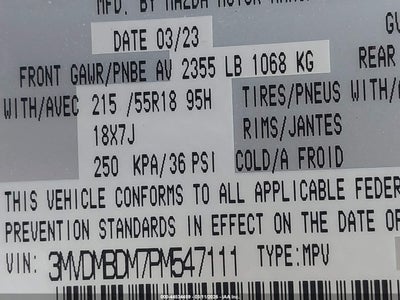 MFD. BY MAZDA MOTOR
DATE 03/23
FRONT GAWR/PNBE AV 2355 LB 1068 KG REAR
WITH/AVEC 215 /55R18 95H TIRES/PNEUS WITH/
18X7J RIMS/JANTES
250 KPA/36 PSI COLD/A FROID
THIS VEHICLE CONFORMS TO ALL APPLICABLE FEDER
PREVENTION STANDARDS IN EFFECT ON THE DATE OF
VIN: 3MVDMBDM7PM547111 TYPE:MPV